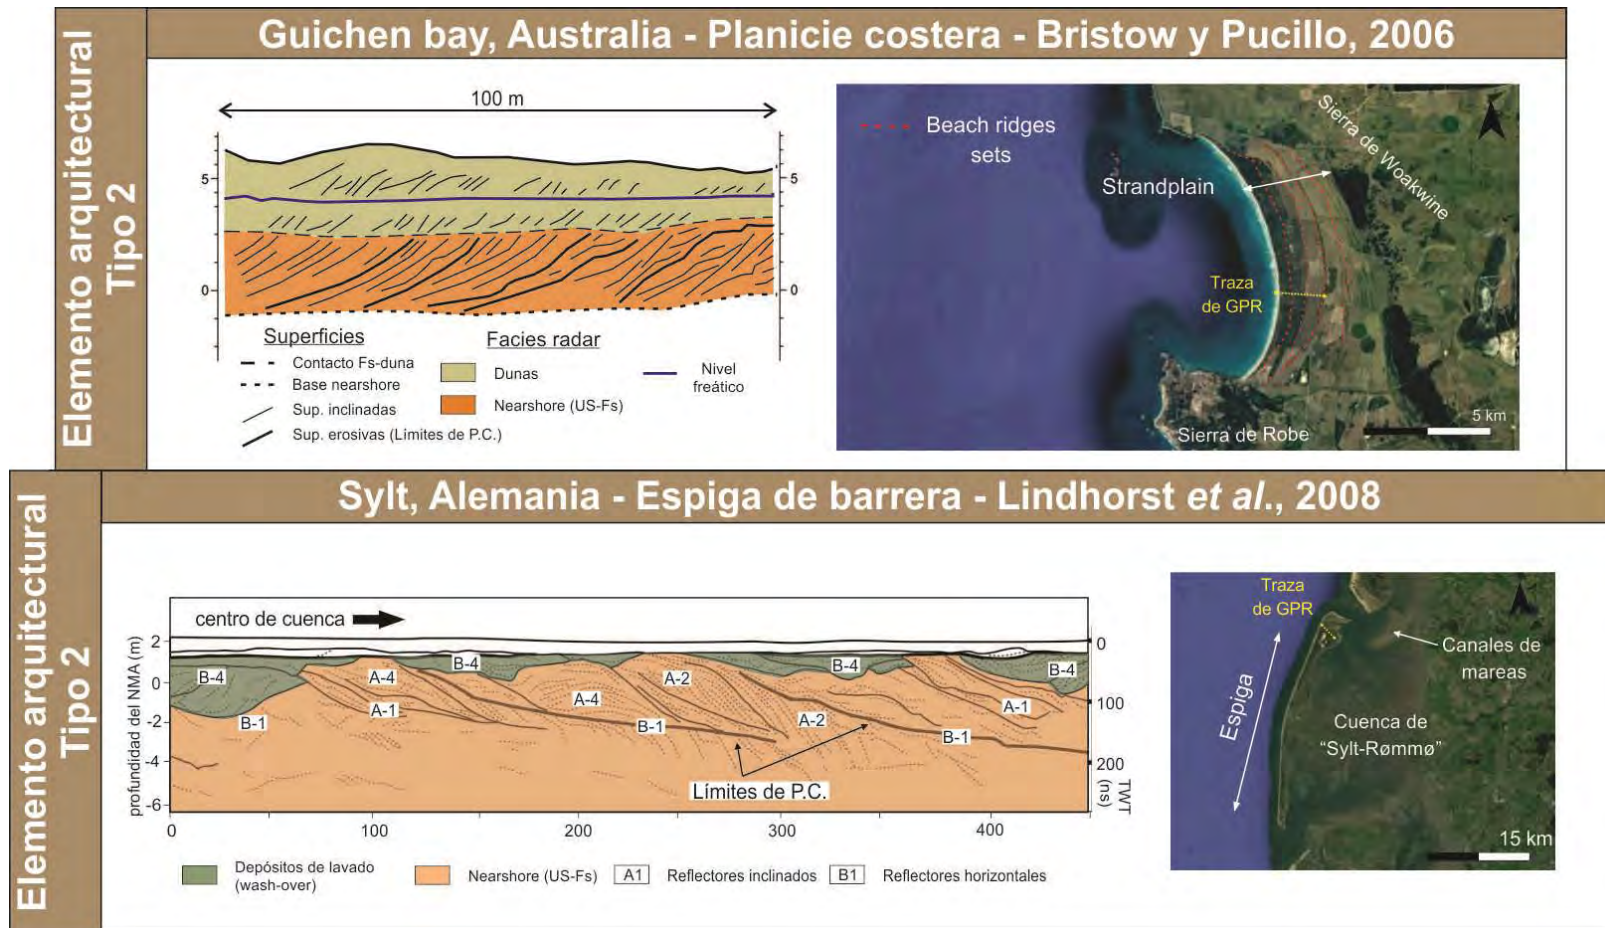 Elemento arquitectural
Tipo 2
Guichen bay, Australia - Planicie costera - Bristow y Pucillo, 2006
100 m
5
5
0
0
Superficies
Contacto Fs-duna
Base nearshore
Sup. inclinadas
Sup. erosivas (Límites de P.C.)
Facies radar
Dunas
Nearshore (US-Fs)
Nivel
freático
Beach ridges
sets
Strandplain
Sierra de Woakwine
Traza
de GPR
Sierra de Robe
5 km
Elemento arquitectural
Tipo 2
Sylt, Alemania - Espiga de barrera - Lindhorst et al., 2008
centro de cuenca
profundidad del NMA (m)
2
0
-2
-4
-6
B-4
B-1
A-4
A-1
B-4
A-4
A-2
B-1
A-2
B-4
B-1
A-1
B-4
Límites de P.C.
0
100
200
TWT
(ns)
0
100
200
300
400
Depósitos de lavado
(wash-over)
Nearshore (US-Fs)
A1
Reflectores inclinados
B1
Reflectores horizontales
Traza
de GPR
Canales de
mareas
Espiga
Cuenca de
“Sylt-Rømmø”
15 km